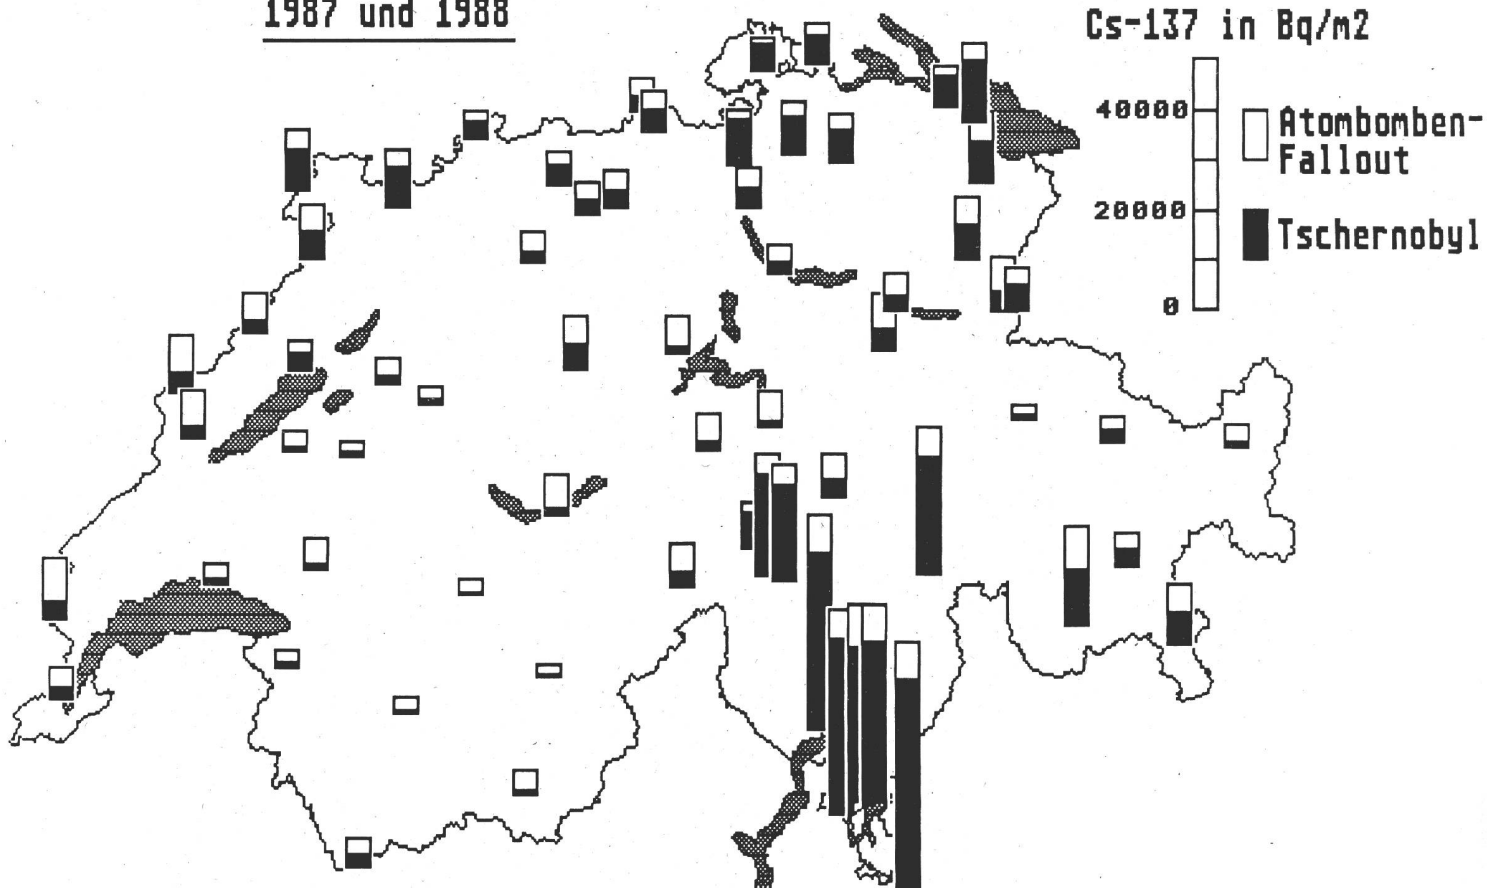 1987 und 1988
Cs-137 in Bq/m2
40000
20000
0
Atombomben-
Fallout
Tschernobyl